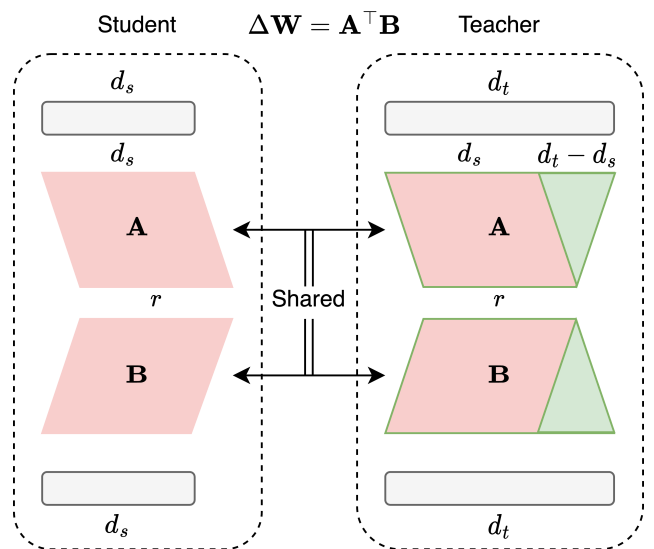 Student ΔW = A⊤B Teacher
d_s d_t
d_s d_s d_t − d_s
A A
Shared
r r
B B
d_s d_t